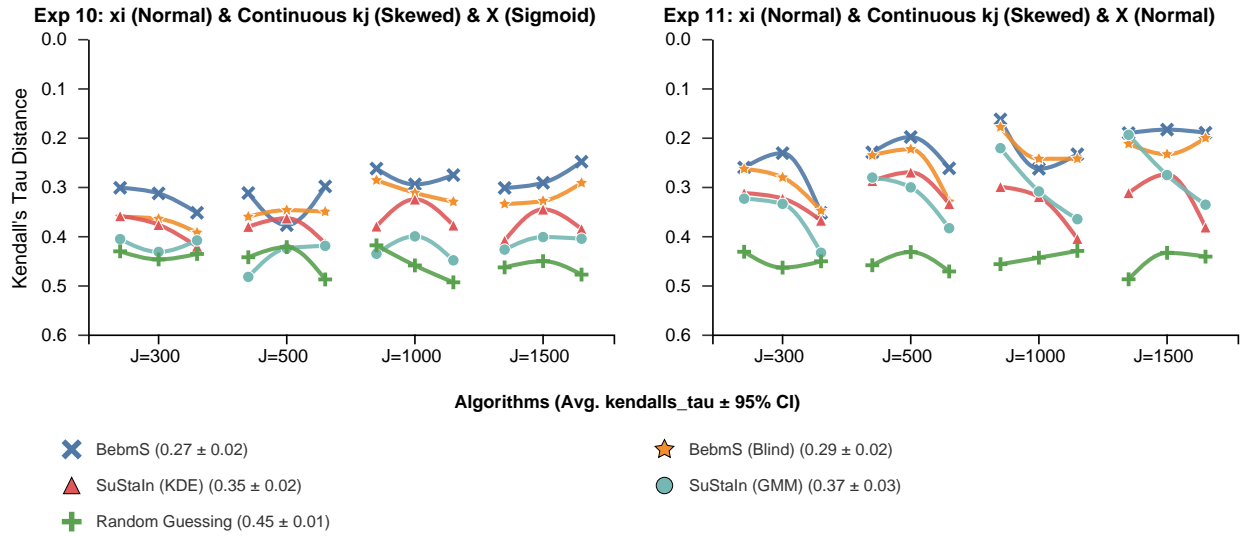 Exp 10: xi (Normal) & Continuous kj (Skewed) & X (Sigmoid)
Exp 11: xi (Normal) & Continuous kj (Skewed) & X (Normal)
Kendall's Tau Distance
0.0
0.1
0.2
0.3
0.4
0.5
0.6
J=300
J=500
J=1000
J=1500
0.0
0.1
0.2
0.3
0.4
0.5
0.6
J=300
J=500
J=1000
J=1500
Algorithms (Avg. kendalls_tau ± 95% CI)
BebmS (0.27 ± 0.02)
BebmS (Blind) (0.29 ± 0.02)
SuStaIn (KDE) (0.35 ± 0.02)
SuStaIn (GMM) (0.37 ± 0.03)
Random Guessing (0.45 ± 0.01)